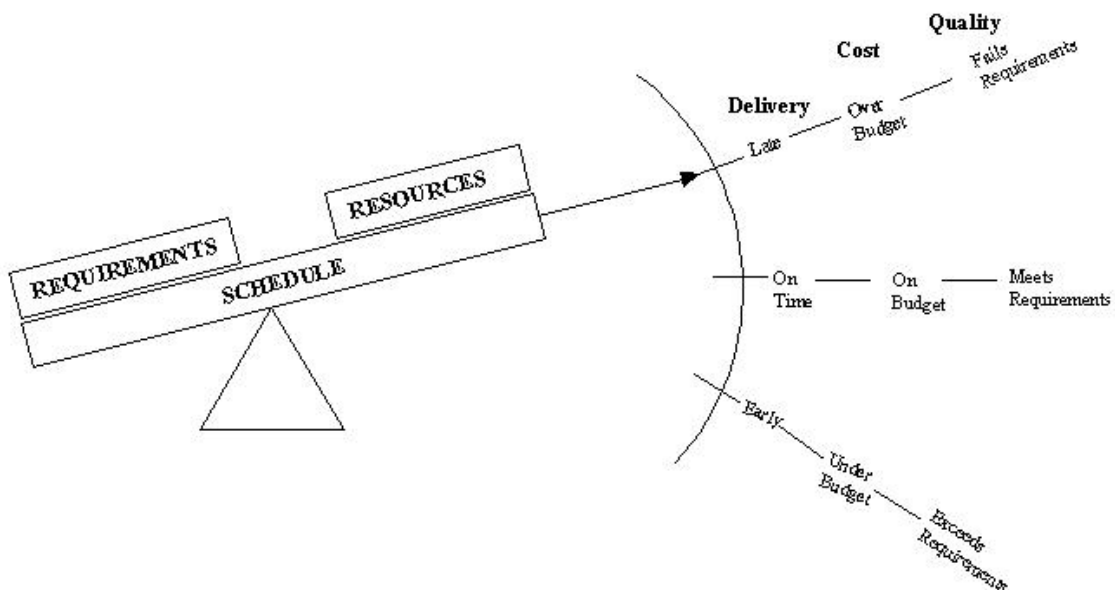 Quality
Cost
Delivery
Fails
Requirements
Over
Budget
Late
RESOURCES
REQUIREMENTS
SCHEDULE
On
Time
On
Budget
Meets
Requirements
Early
Under
Budget
Exceeds
Requirements